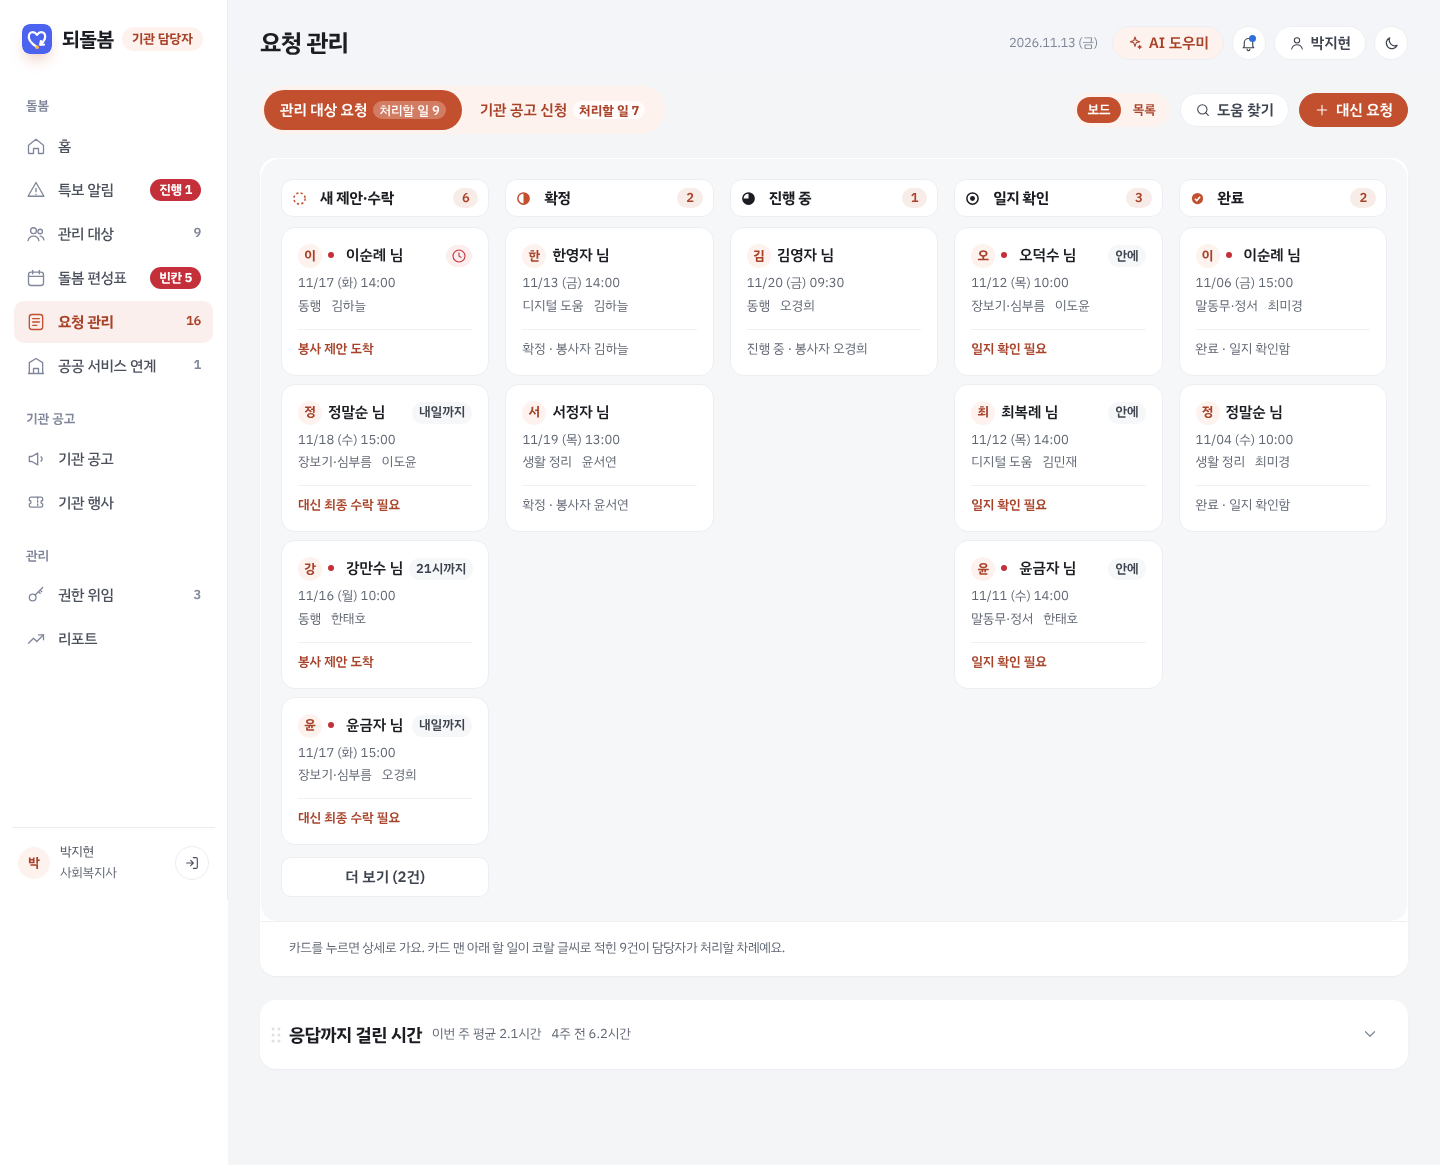 되돌봄 기관 담당자
돌봄
홈
특보 알림 진행 1
관리 대상 9
돌봄 편성표 빈칸 5
요청 관리 16
공공 서비스 연계 1
기관 공고
기관 공고
기관 행사
관리
권한 위임 3
리포트
박 박지현
사회복지사
요청 관리
2026.11.13 (금) AI 도우미 박지현
관리 대상 요청 처리할 일 9 기관 공고 신청 처리할 일 7
보드 목록 도움 찾기 대신 요청
새 제안·수락 6
이 이순례 님
11/17 (화) 14:00
동행 김하늘
봉사 제안 도착
정 정말순 님 내일까지
11/18 (수) 15:00
장보기·심부름 이도윤
대신 최종 수락 필요
강 강만수 님 21시까지
11/16 (월) 10:00
동행 한태호
봉사 제안 도착
윤 윤금자 님 내일까지
11/17 (화) 15:00
장보기·심부름 오경희
대신 최종 수락 필요
더 보기 (2건)
확정 2
한 한영자 님
11/13 (금) 14:00
디지털 도움 김하늘
확정 · 봉사자 김하늘
서 서정자 님
11/19 (목) 13:00
생활 정리 윤서연
확정 · 봉사자 윤서연
진행 중 1
김 김영자 님
11/20 (금) 09:30
동행 오경희
진행 중 · 봉사자 오경희
일지 확인 3
오 오덕수 님 안에
11/12 (목) 10:00
장보기·심부름 이도윤
일지 확인 필요
최 최복례 님 안에
11/12 (목) 14:00
디지털 도움 김민재
일지 확인 필요
윤 윤금자 님 안에
11/11 (수) 14:00
말동무·정서 한태호
일지 확인 필요
완료 2
이 이순례 님
11/06 (금) 15:00
말동무·정서 최미경
완료 · 일지 확인함
정 정말순 님
11/04 (수) 10:00
생활 정리 최미경
완료 · 일지 확인함
카드를 누르면 상세로 가요. 카드 맨 아래 할 일이 코랄 글씨로 적힌 9건이 담당자가 처리할 차례예요.
응답까지 걸린 시간 이번 주 평균 2.1시간 4주 전 6.2시간